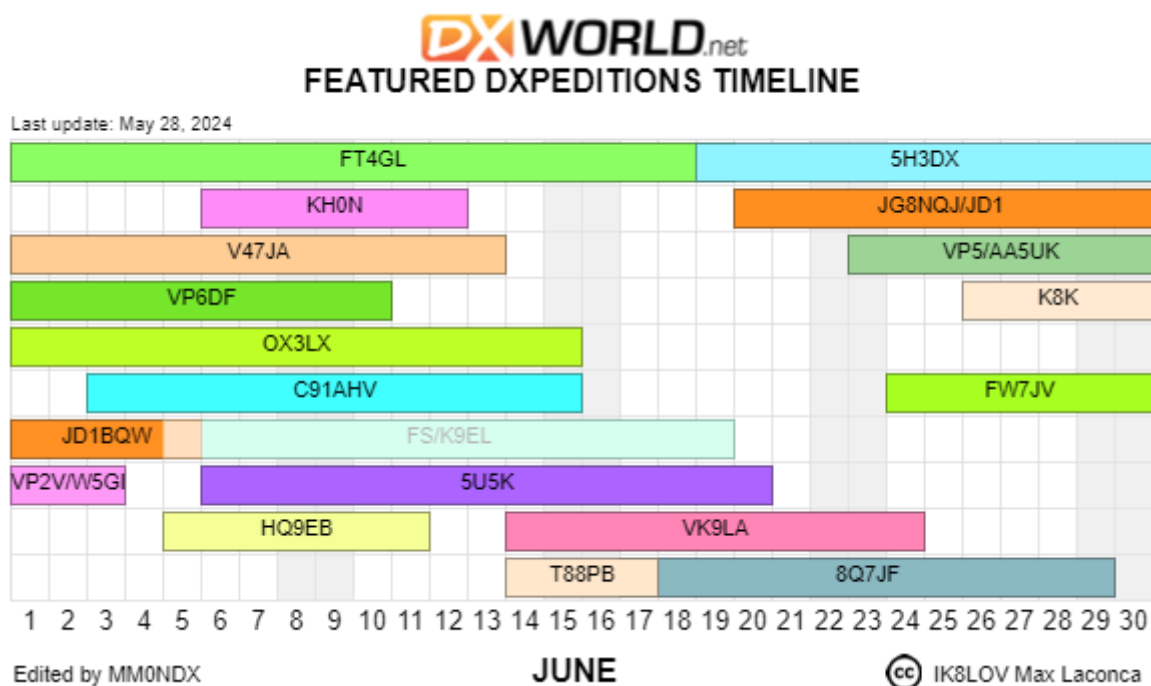 DX WORLD.net
FEATURED DXPEDITIONS TIMELINE
Last update: May 28, 2024
FT4GL 5H3DX
KH0N JG8NQJ/JD1
V47JA VP5/AA5UK
VP6DF K8K
OX3LX
C91AHV FW7JV
JD1BQW FS/K9EL
VP2V/W5GI 5U5K
HQ9EB VK9LA
T88PB 8Q7JF
1 2 3 4 5 6 7 8 9 10 11 12 13 14 15 16 17 18 19 20 21 22 23 24 25 26 27 28 29 30
Edited by MM0NDX JUNE cc IK8LOV Max Laconca